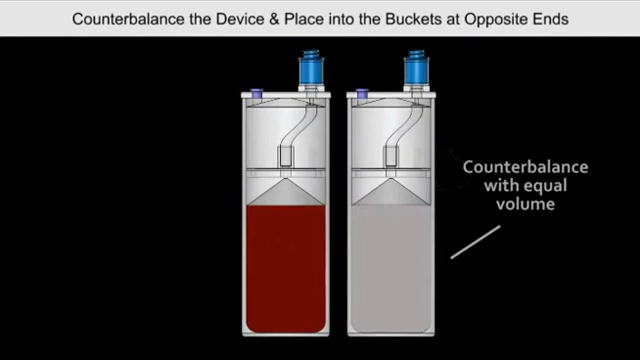 Counterbalance the Device & Place into the Buckets at Opposite Ends
Counterbalance
with equal
volume